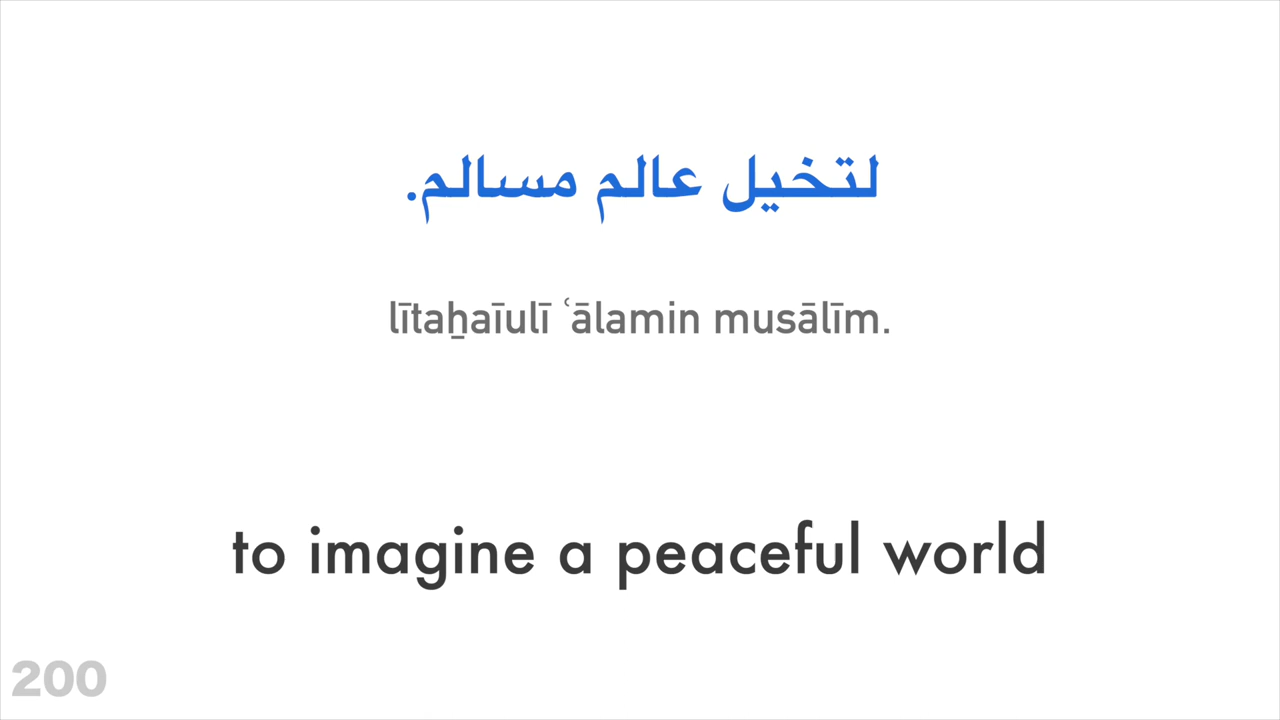 لتخيل عالم مسالم.
lītaẖaīulī ʿālamin musālīm.
to imagine a peaceful world
200